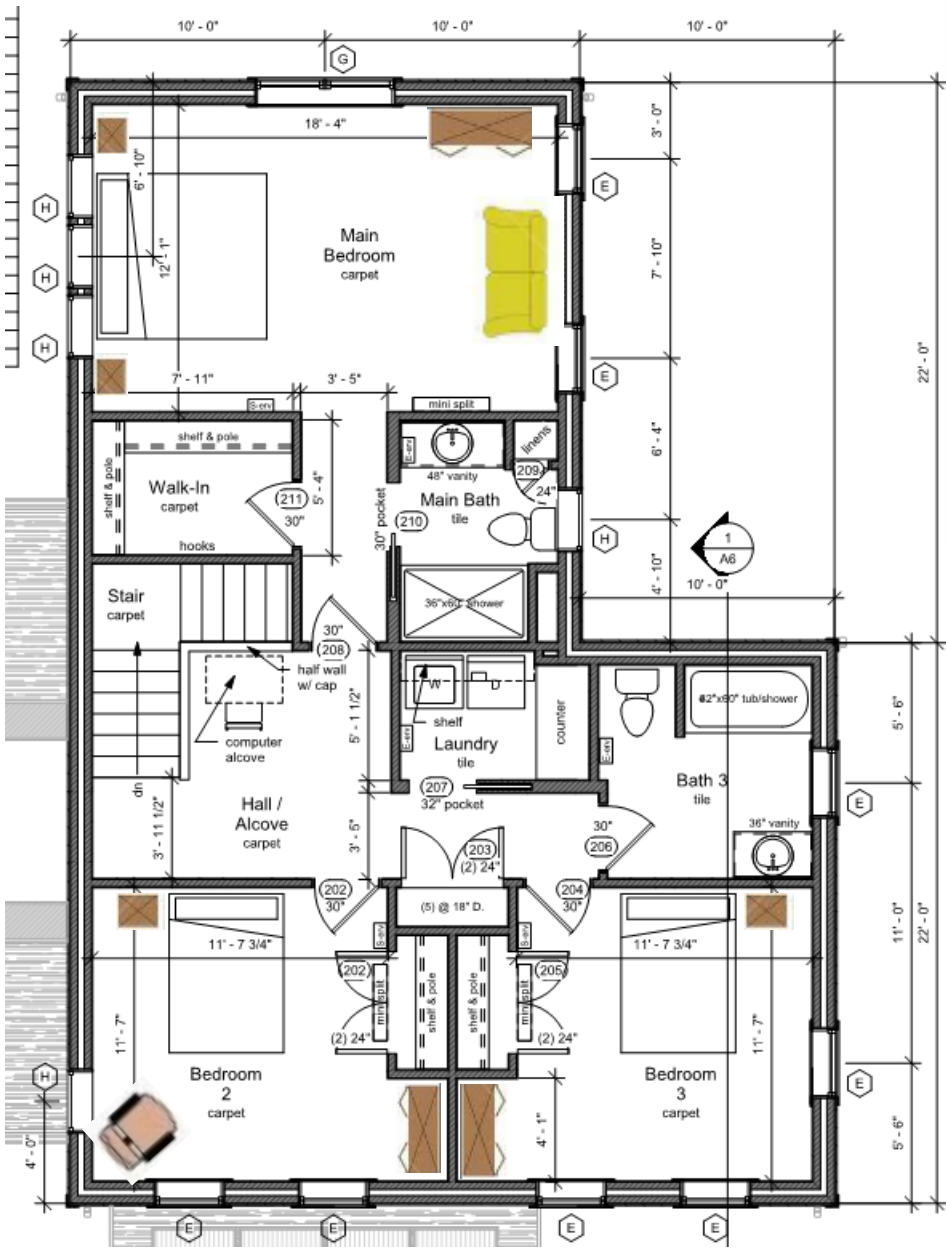 10' - 0"
10' - 0"
10' - 0"
G
3' - 0"
18' - 4"
6' - 10"
E
H
Main
Bedroom
carpet
12' - 1"
7' - 10"
H
H
22' - 0"
E
7' - 11"
3' - 5"
S-erv
mini split
shelf & pole
shelf & pole
Walk-In
carpet
hooks
211
30"
5' - 4"
30" pocket
E-erv
48" vanity
linens
209
24"
Main Bath
tile
210
6' - 4"
H
1
A6
4' - 10"
10' - 0"
Stair
carpet
36"x60" shower
30"
208
half wall
w/ cap
W
D
shelf
computer
alcove
5' - 1 1/2"
E-erv
Laundry
tile
counter
E-erv
tub/shower
5' - 6"
207
32" pocket
Bath 3
tile
dn
3' - 11 1/2"
Hall /
Alcove
carpet
3' - 5"
203
(2) 24"
30"
206
36" vanity
E
202
30"
(5) @ 18" D.
204
30"
11' - 7 3/4"
S-erv
S-erv
11' - 7 3/4"
11' - 0"
22' - 0"
202
mini split
shelf & pole
shelf & pole
mini split
205
(2) 24"
(2) 24"
11' - 7"
11' - 7"
Bedroom
2
carpet
Bedroom
3
carpet
H
E
4' - 0"
4' - 1"
5' - 6"
E
E
E
E